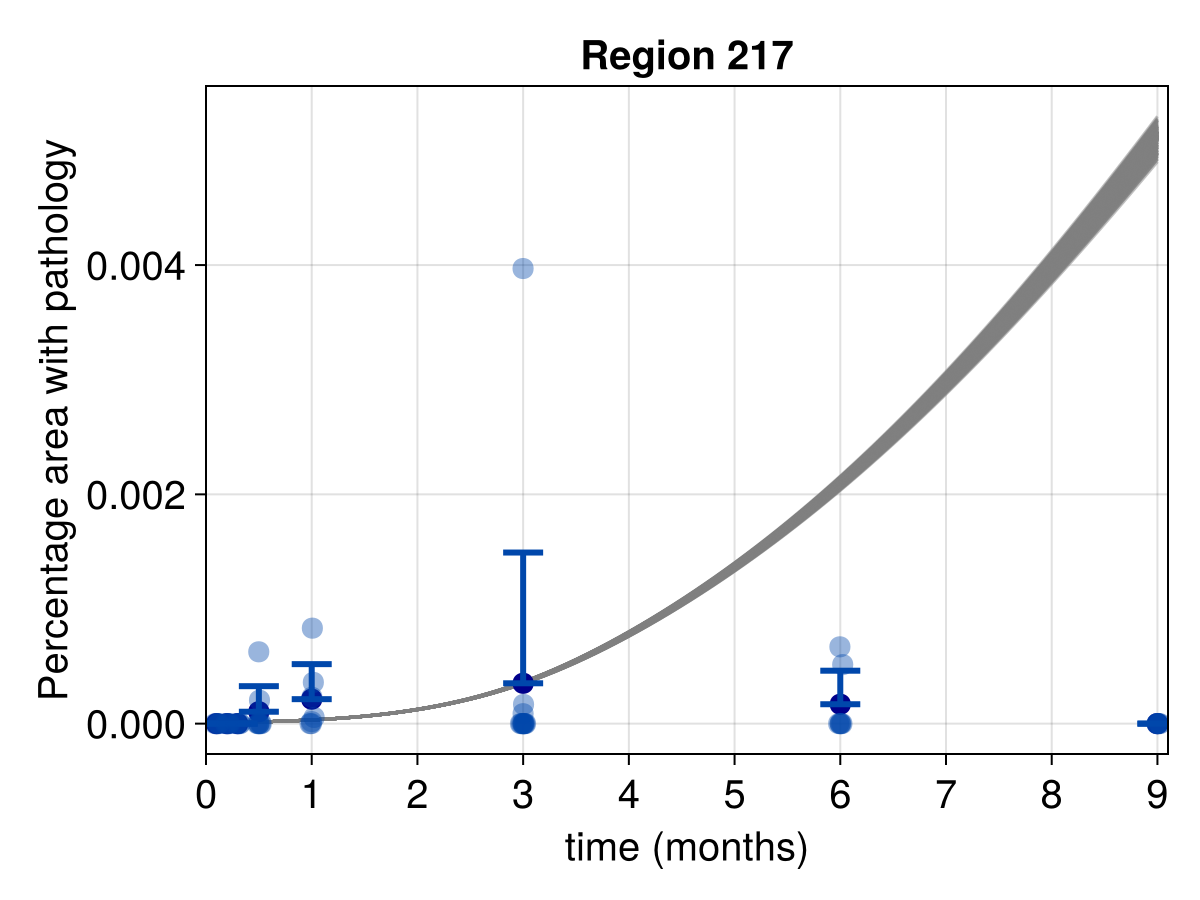 Region 217
Percentage area with pathology
0.004
0.002
0.000
0 1 2 3 4 5 6 7 8 9
time (months)